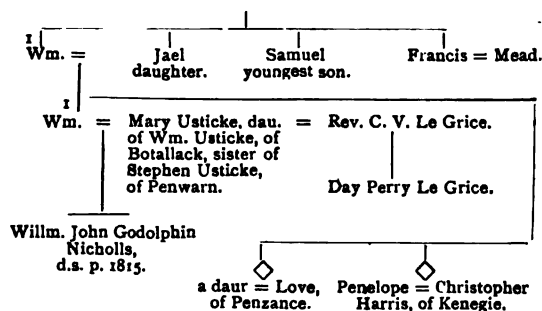 1
Wm. = Jael Samuel Francis = Mead.
daughter. youngest son.
1
Wm. = Mary Usticke, dau. = Rev. C. V. Le Grice.
of Wm. Usticke, of
Botallack, sister of
Stephen Usticke,
of Penwarn. Day Perry Le Grice.
Willm. John Godolphin
Nicholls,
d.s. p. 1815.
a daur = Love, Penelope = Christopher
of Penzance. Harris, of Kenegie.